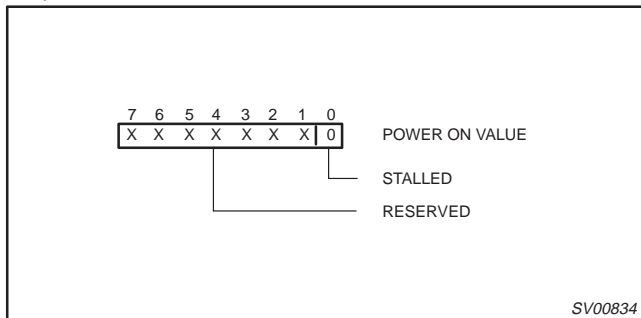 7 6 5 4 3 2 1 0
X X X X X X X 0 POWER ON VALUE
STALLED
RESERVED
SV00834